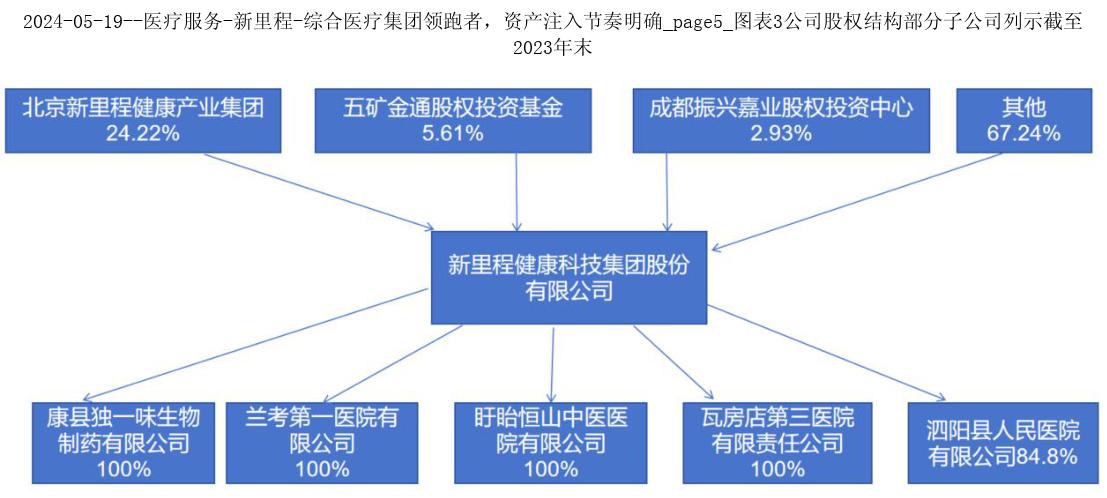 2024-05-19--医疗服务-新里程-综合医疗集团领跑者，资产注入节奏明确_page5_图表3公司股权结构部分子公司列示截至
2023年末
北京新里程健康产业集团
24.22%
五矿金通股权投资基金
5.61%
成都振兴嘉业股权投资中心
2.93%
其他
67.24%
新里程健康科技集团股份
有限公司
康县独一味生物
制药有限公司
100%
兰考第一医院有
限公司
100%
盱眙恒山中医医
院有限公司
100%
瓦房店第三医院
有限责任公司
100%
泗阳县人民医院
有限公司84.8%